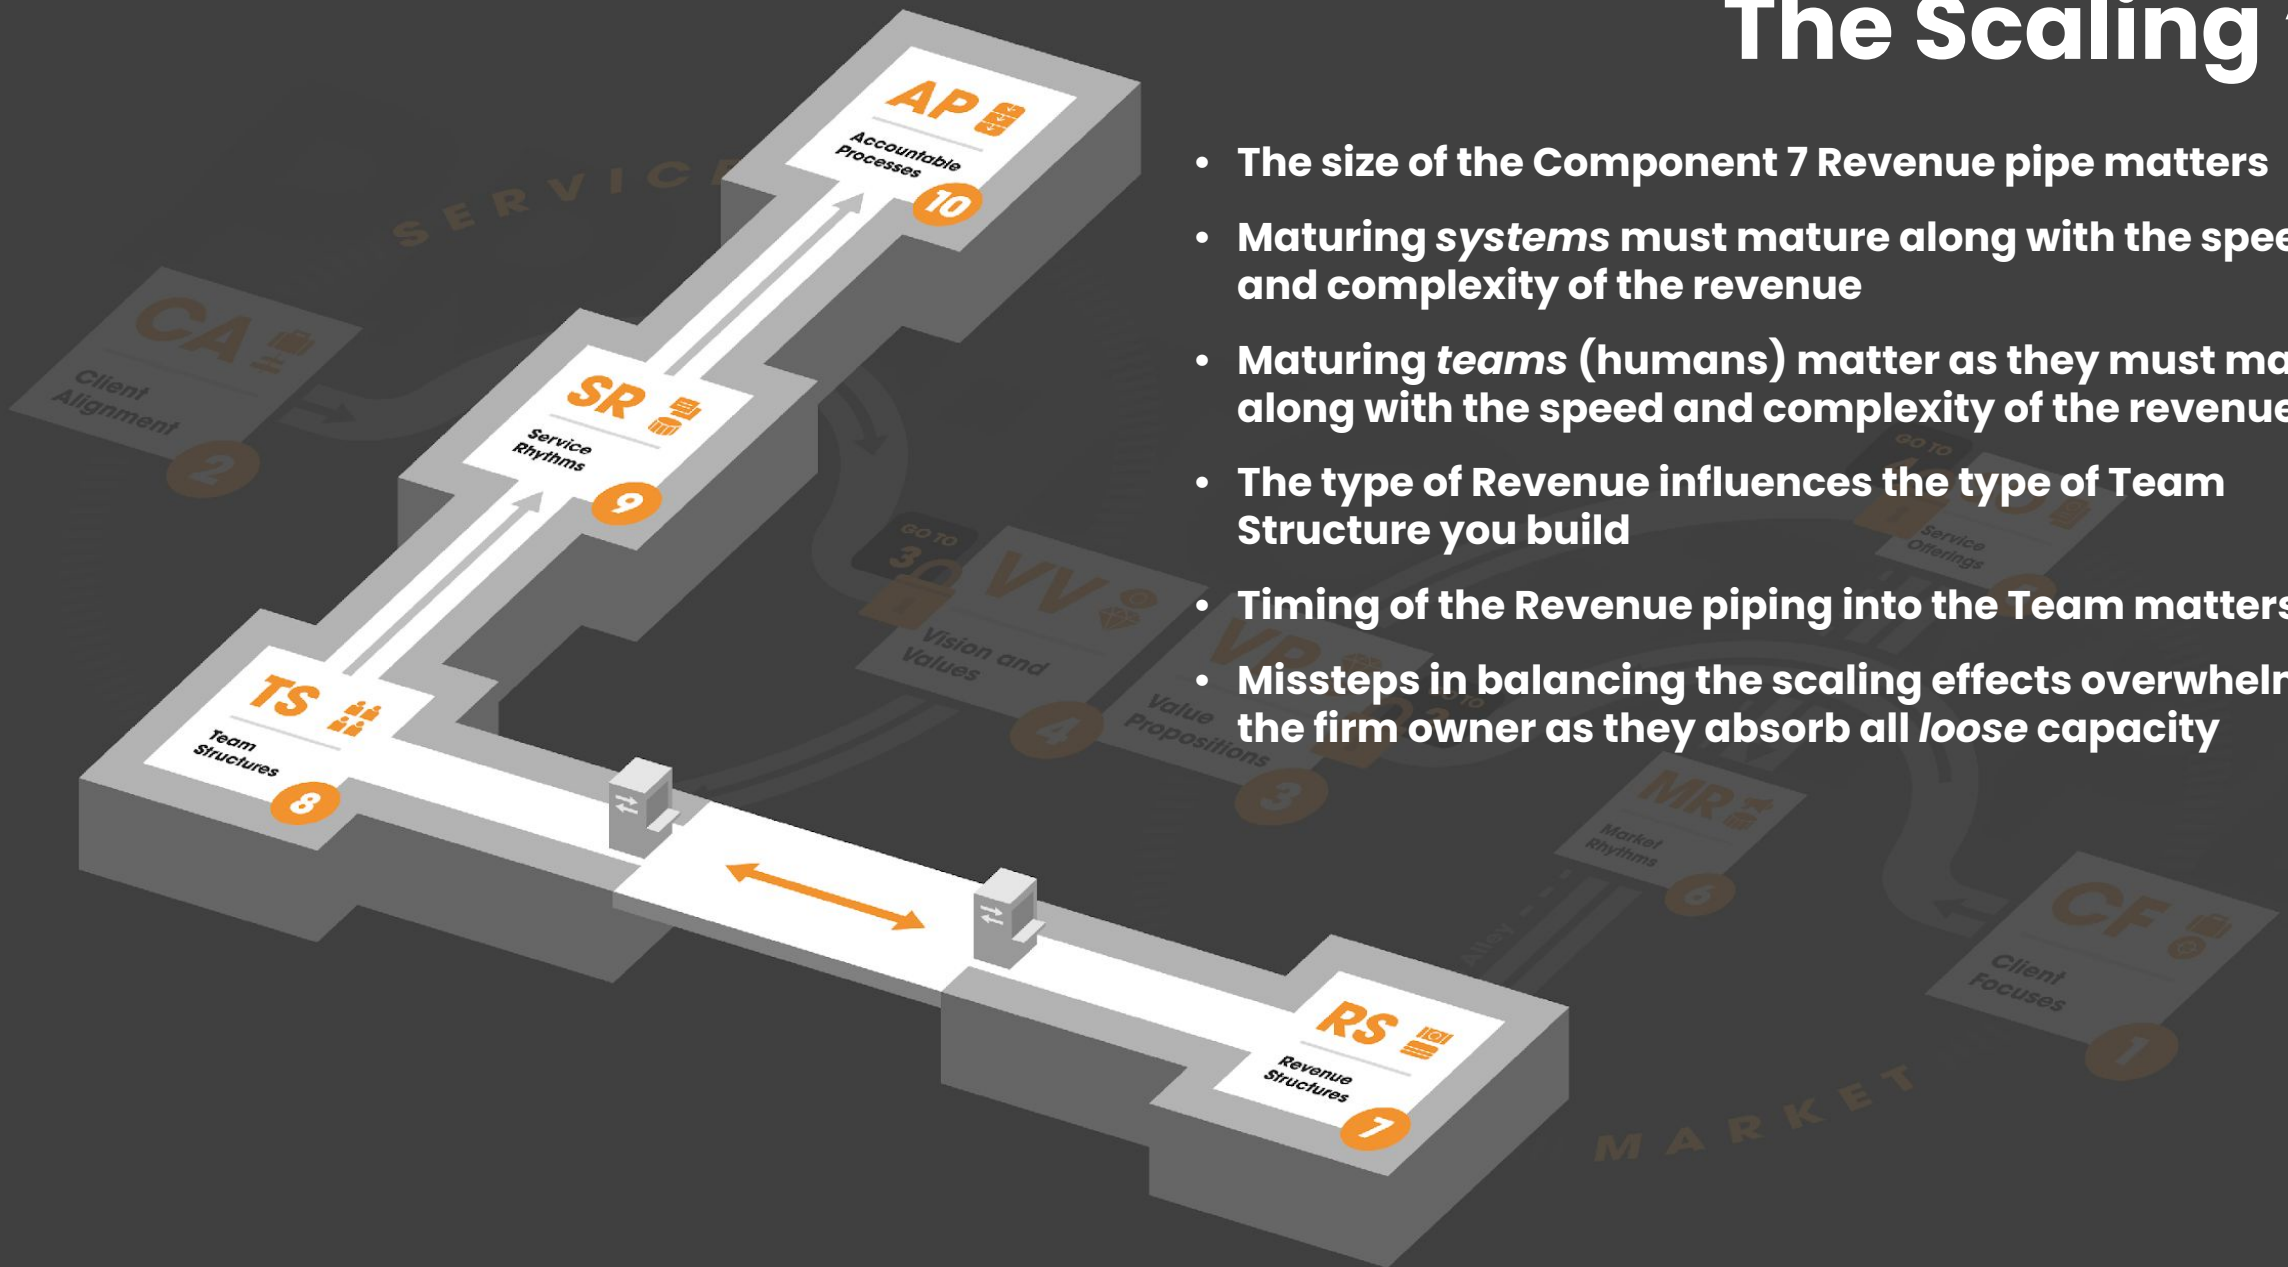 The Scaling
• The size of the Component 7 Revenue pipe matters
• Maturing systems must mature along with the spee
and complexity of the revenue
• Maturing teams (humans) matter as they must ma
along with the speed and complexity of the revenue
• The type of Revenue influences the type of Team
Structure you build
• Timing of the Revenue piping into the Team matters
• Missteps in balancing the scaling effects overwhelm
the firm owner as they absorb all loose capacity
AP
Accountable
Processes
10
SERVICE
CA
Client
Alignment
2
SR
Service
Rhythms
9
GO TO
3
VV
Vision and
Values
4
VP
Value
Propositions
3
GO TO
Service
Offerings
TS
Team
Structures
8
MR
Market
Rhythms
6
Alley
CF
Client
Focuses
1
RS
Revenue
Structures
7
MARKET